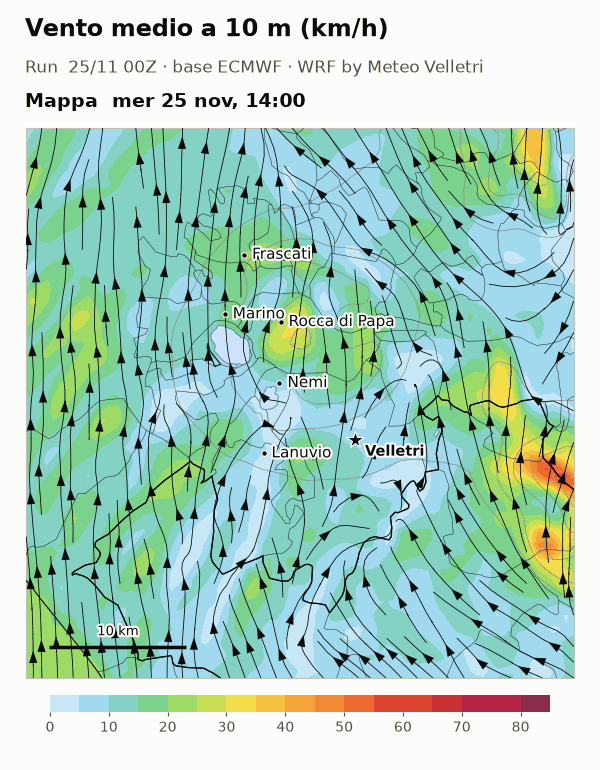 Vento medio a 10 m (km/h)
Run  25/11 00Z · base ECMWF · WRF by Meteo Velletri
Mappa  mer 25 nov, 14:00
Frascati
Marino
Rocca di Papa
Nemi
Velletri
Lanuvio
10 km
0 10 20 30 40 50 60 70 80